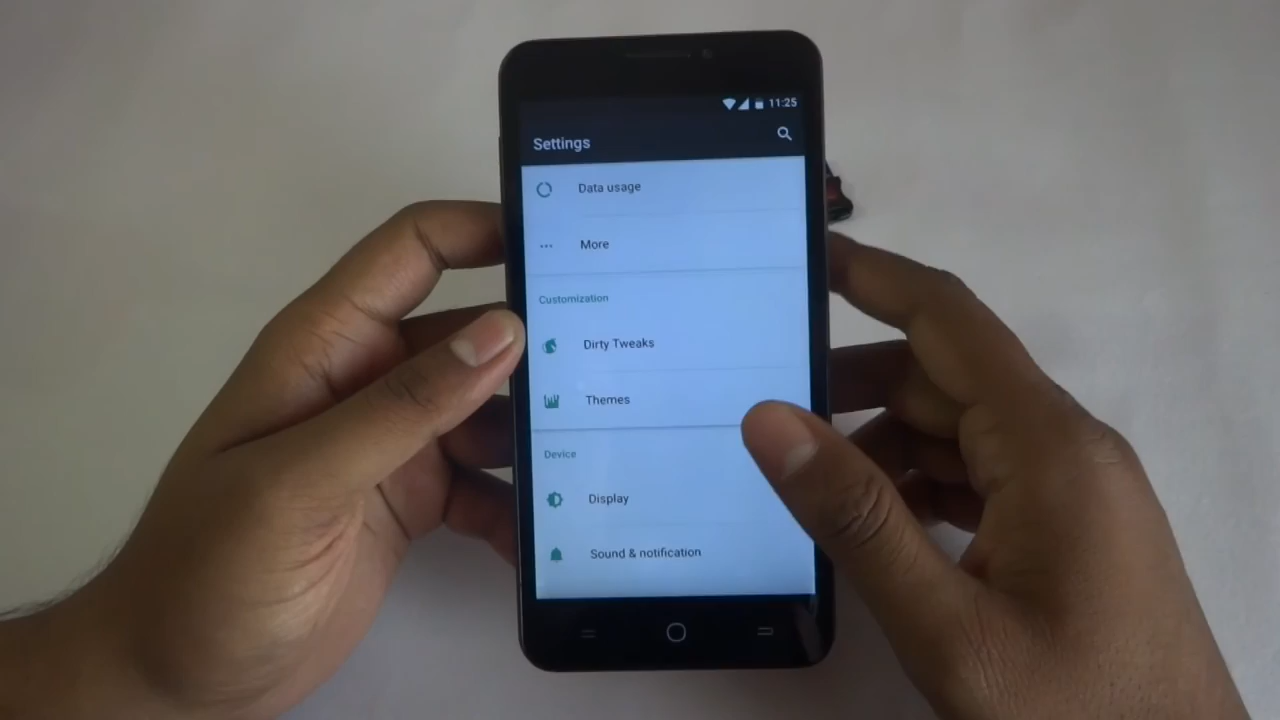 11:25
Settings
Data usage
More
Customization
Dirty Tweaks
Themes
Device
Display
Sound & notification